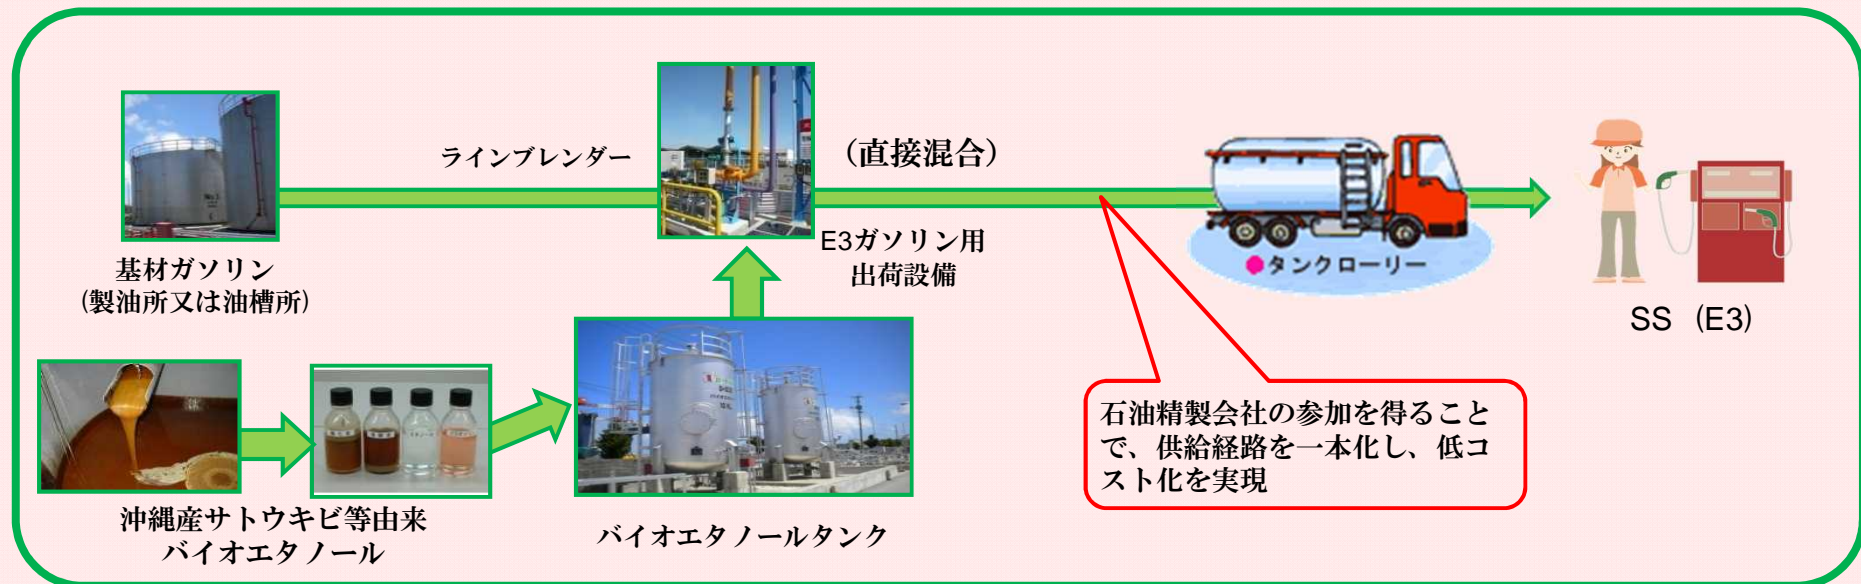 ラインブレンダー
（直接混合）
基材ガソリン
(製油所又は油槽所)
E3ガソリン用
出荷設備
●タンクローリー
SS （E3）
沖縄産サトウキビ等由来
バイオエタノール
バイオエタノールタンク
石油精製会社の参加を得ること
で、供給経路を一本化し、低コ
スト化を実現